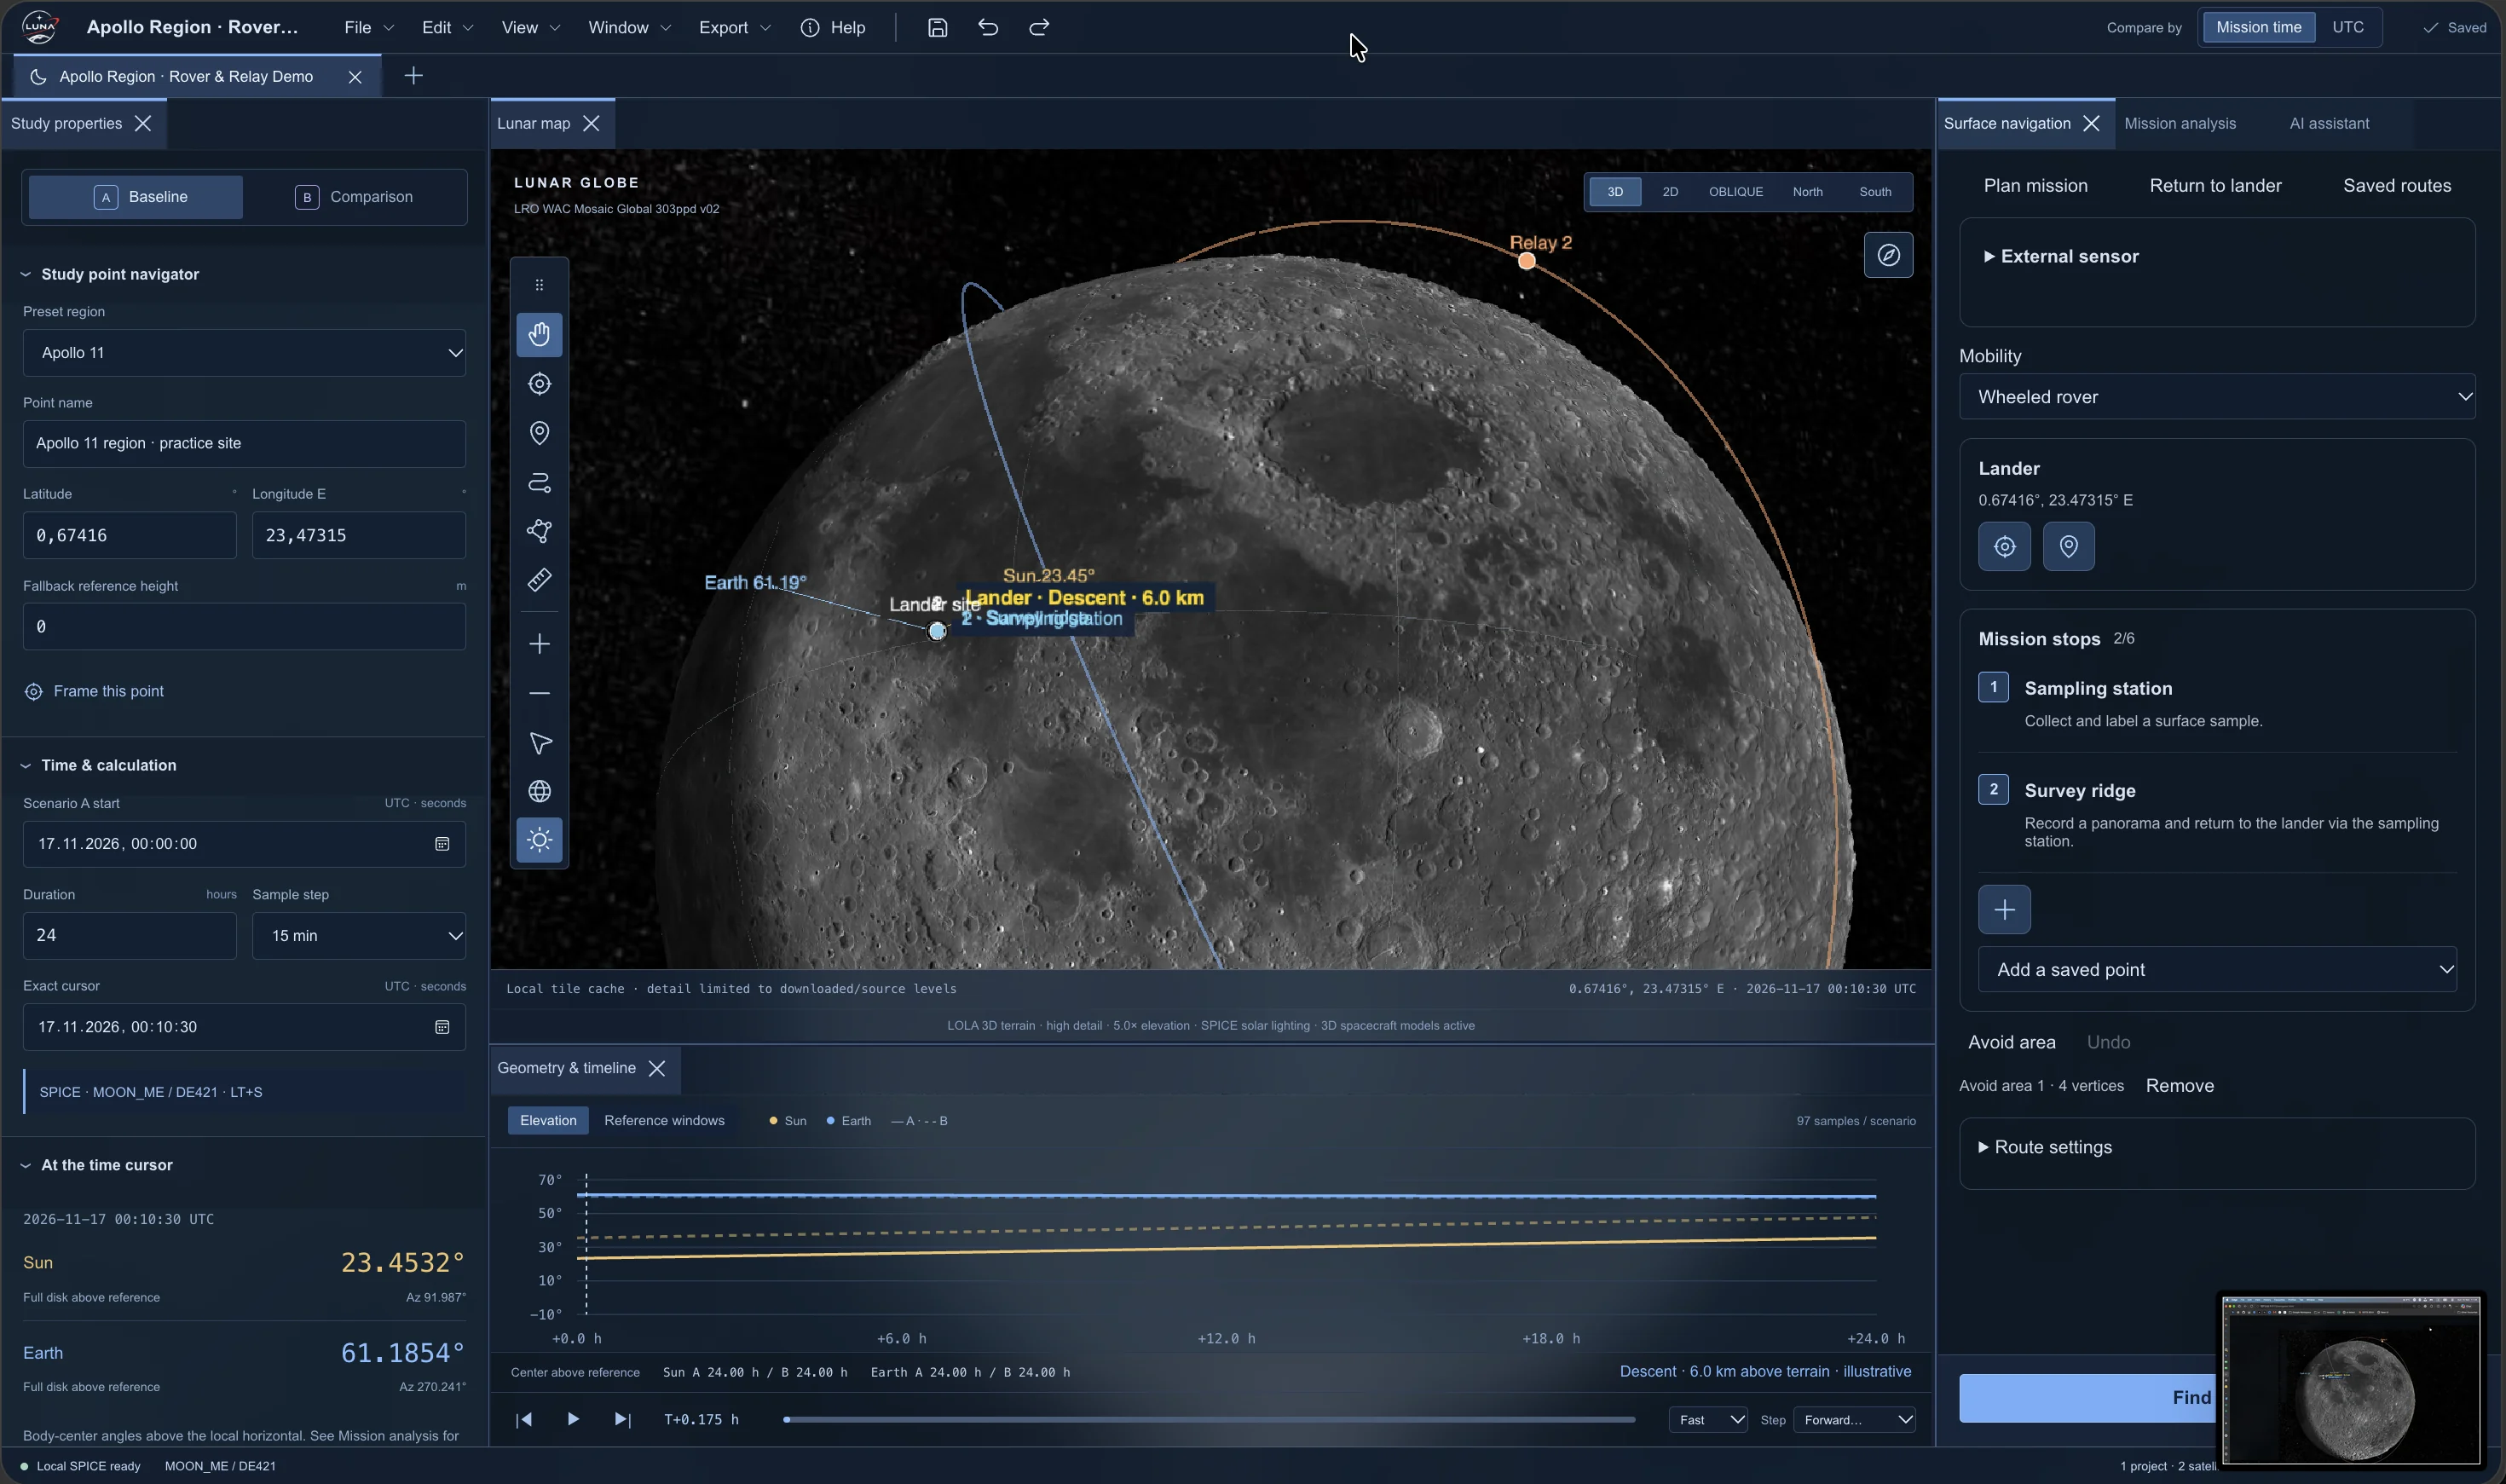 LUNA
Apollo Region · Rover...
File
Edit
View
Window
Export
Help
Compare by
Mission time
UTC
Saved
Apollo Region · Rover & Relay Demo
Study properties
A
Baseline
B
Comparison
Study point navigator
Preset region
Apollo 11
Point name
Apollo 11 region · practice site
Latitude °
Longitude E °
0,67416
23,47315
Fallback reference height m
0
Frame this point
Time & calculation
Scenario A start UTC · seconds
17.11.2026, 00:00:00
Duration hours
Sample step
24
15 min
Exact cursor UTC · seconds
17.11.2026, 00:10:30
SPICE · MOON_ME / DE421 · LT+S
At the time cursor
2026-11-17 00:10:30 UTC
Sun 23.4532°
Full disk above reference Az 91.987°
Earth 61.1854°
Full disk above reference Az 270.241°
Body-center angles above the local horizontal. See Mission analysis for
Lunar map
LUNAR GLOBE
LRO WAC Mosaic Global 303ppd v02
3D
2D
OBLIQUE
North
South
Relay 2
Sun 23.45°
Earth 61.19°
Lander site
Lander · Descent · 6.0 km
2 · Survey ridge
Sampling station
Local tile cache · detail limited to downloaded/source levels
0.67416°, 23.47315° E · 2026-11-17 00:10:30 UTC
LOLA 3D terrain · high detail · 5.0× elevation · SPICE solar lighting · 3D spacecraft models active
Geometry & timeline
Elevation
Reference windows
Sun
Earth
— A · - - B
97 samples / scenario
70°
50°
30°
10°
−10°
+0.0 h
+6.0 h
+12.0 h
+18.0 h
+24.0 h
Center above reference
Sun A 24.00 h / B 24.00 h
Earth A 24.00 h / B 24.00 h
Descent · 6.0 km above terrain · illustrative
T+0.175 h
Fast
Step
Forward...
Surface navigation
Mission analysis
AI assistant
Plan mission
Return to lander
Saved routes
External sensor
Mobility
Wheeled rover
Lander
0.67416°, 23.47315° E
Mission stops 2/6
1
Sampling station
Collect and label a surface sample.
2
Survey ridge
Record a panorama and return to the lander via the sampling
station.
Add a saved point
Avoid area
Undo
Avoid area 1 · 4 vertices
Remove
Route settings
Find
Local SPICE ready
MOON_ME / DE421
1 project · 2 satell